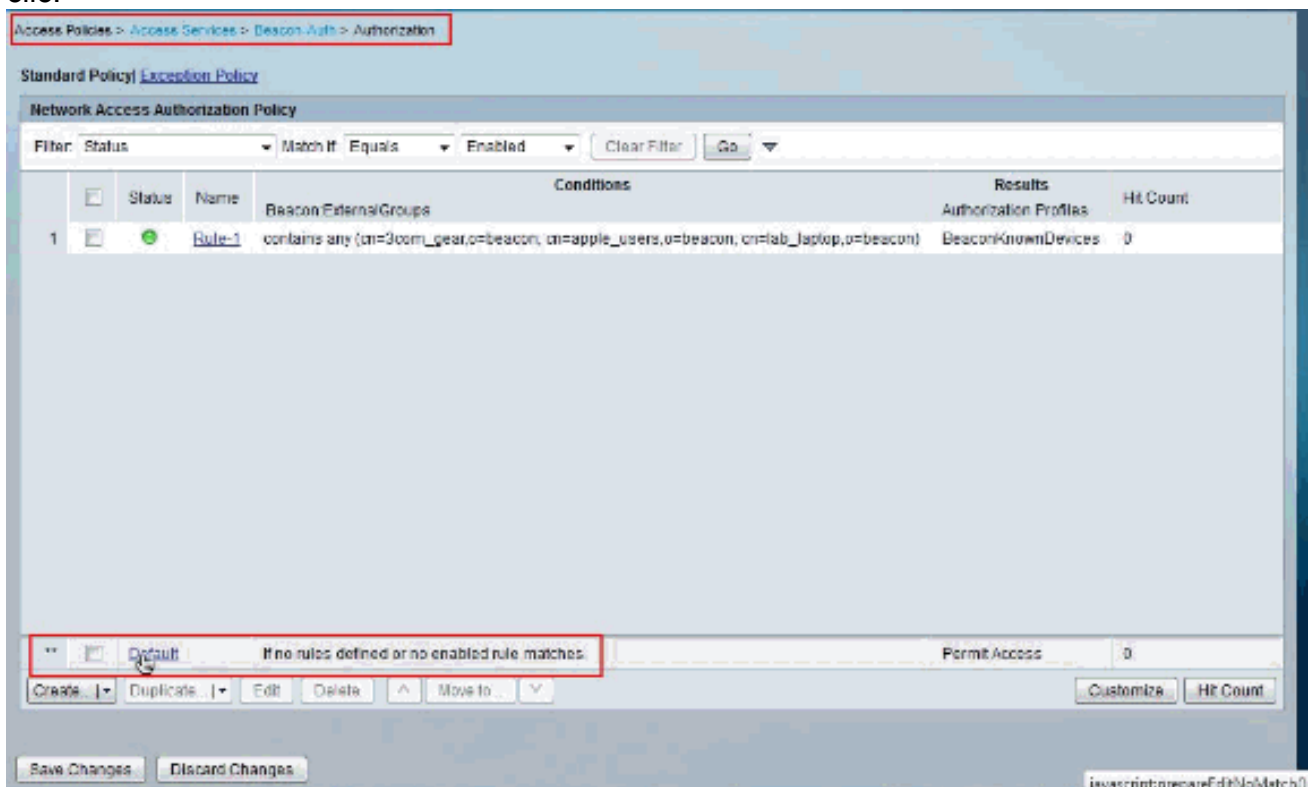 Access Policies > Access Services > Beacon-Auth > Authorization
Standard Policy| Exception Policy
Network Access Authorization Policy
Filter: Status Match if: Equals Enabled Clear Filter Go
Status Name Conditions Results Hit Count
Beacon:ExternalGroups Authorization Profiles
1 Rule-1 contains any (cn=3com_gear,o=beacon, cn=apple_users,o=beacon, cn=lab_laptop,o=beacon) BeaconKnownDevices 0
** Default If no rules defined or no enabled rule matches. Permit Access 0
Create... Duplicate... Edit Delete ^ Move to... Customize Hit Count
Save Changes Discard Changes
javascript:prepareEditNoMatch()